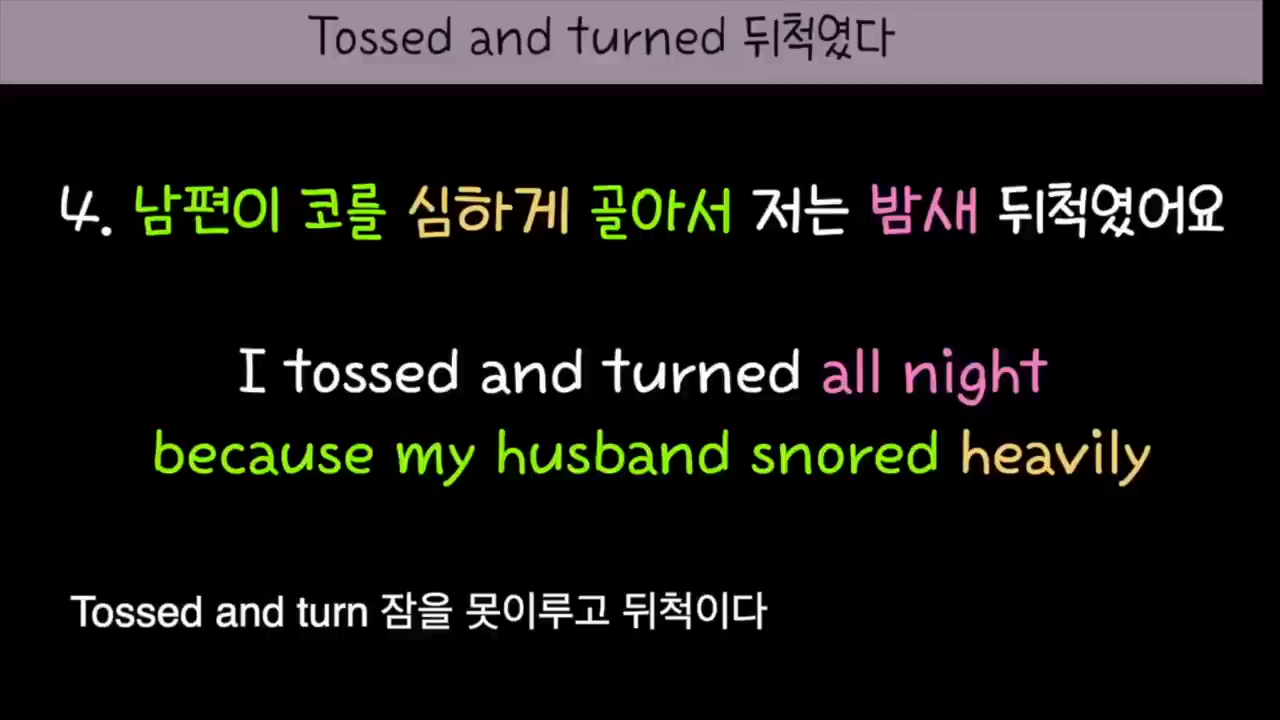 Tossed and turned 뒤척였다
4. 남편이 코를 심하게 골아서 저는 밤새 뒤척였어요
I tossed and turned all night
because my husband snored heavily
Tossed and turn 잠을 못이루고 뒤척이다